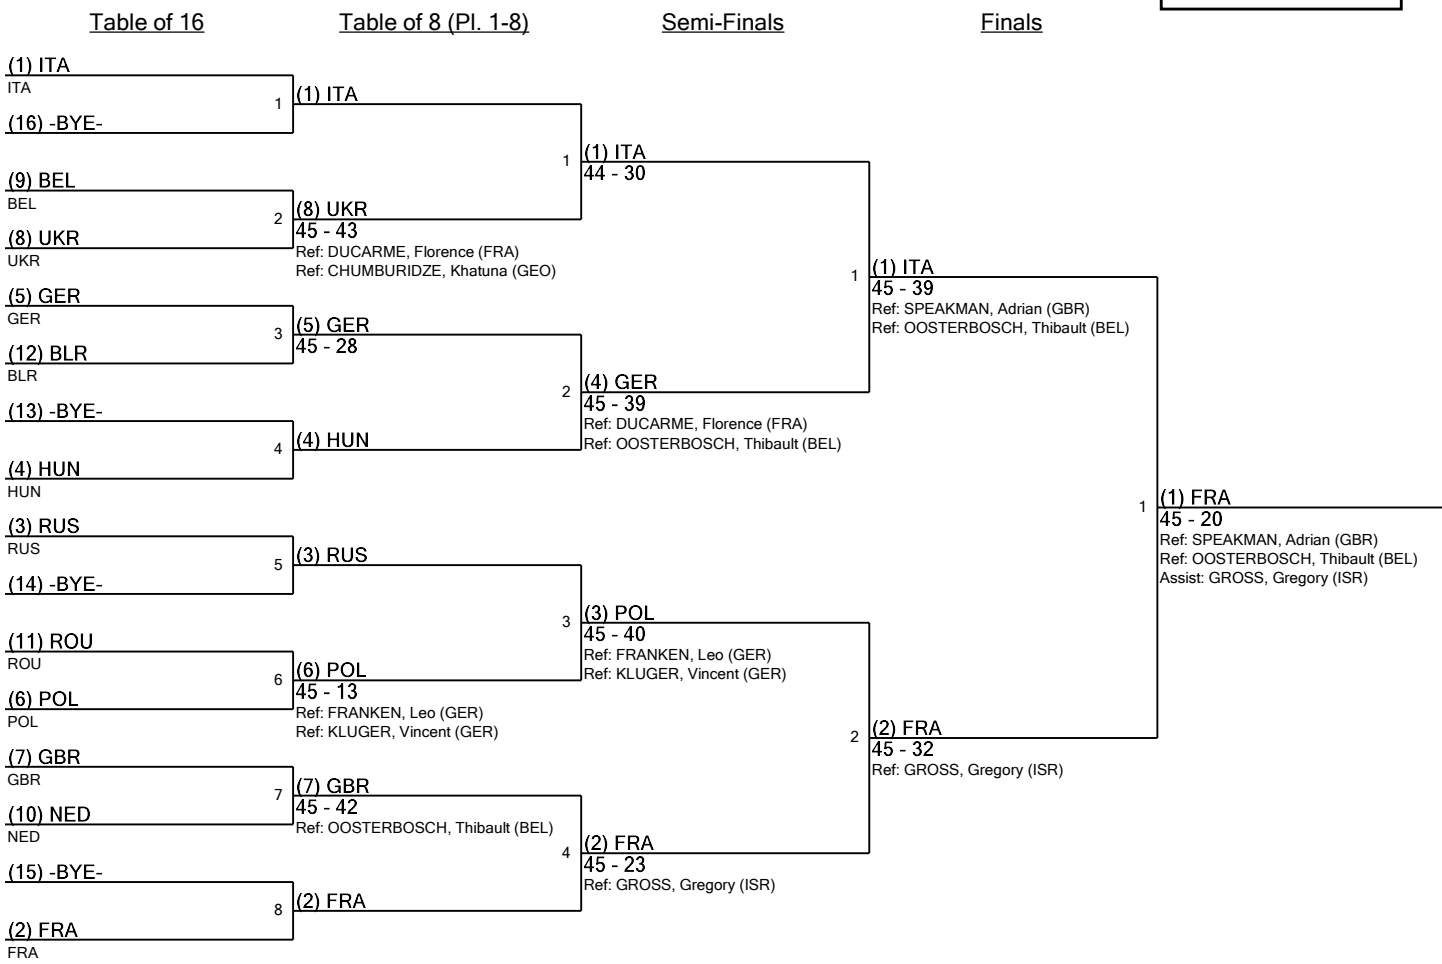 Table of 16
Table of 8 (Pl. 1-8)
Semi-Finals
Finals
(1) ITA
ITA
(16) -BYE-
(9) BEL
BEL
(8) UKR
UKR
(5) GER
GER
(12) BLR
BLR
(13) -BYE-
(4) HUN
HUN
(3) RUS
RUS
(14) -BYE-
(11) ROU
ROU
(6) POL
POL
(7) GBR
GBR
(10) NED
NED
(15) -BYE-
(2) FRA
FRA
1
(1) ITA
2
(8) UKR
45 - 43
Ref: DUCARME, Florence (FRA)
Ref: CHUMBURIDZE, Khatuna (GEO)
3
(5) GER
45 - 28
4
(4) HUN
5
(3) RUS
6
(6) POL
45 - 13
Ref: FRANKEN, Leo (GER)
Ref: KLUGER, Vincent (GER)
7
(7) GBR
45 - 42
Ref: OOSTERBOSCH, Thibault (BEL)
8
(2) FRA
1
(1) ITA
44 - 30
2
(4) GER
45 - 39
Ref: DUCARME, Florence (FRA)
Ref: OOSTERBOSCH, Thibault (BEL)
3
(3) POL
45 - 40
Ref: FRANKEN, Leo (GER)
Ref: KLUGER, Vincent (GER)
4
(2) FRA
45 - 23
Ref: GROSS, Gregory (ISR)
1
(1) ITA
45 - 39
Ref: SPEAKMAN, Adrian (GBR)
Ref: OOSTERBOSCH, Thibault (BEL)
2
(2) FRA
45 - 32
Ref: GROSS, Gregory (ISR)
1
(1) FRA
45 - 20
Ref: SPEAKMAN, Adrian (GBR)
Ref: OOSTERBOSCH, Thibault (BEL)
Assist: GROSS, Gregory (ISR)